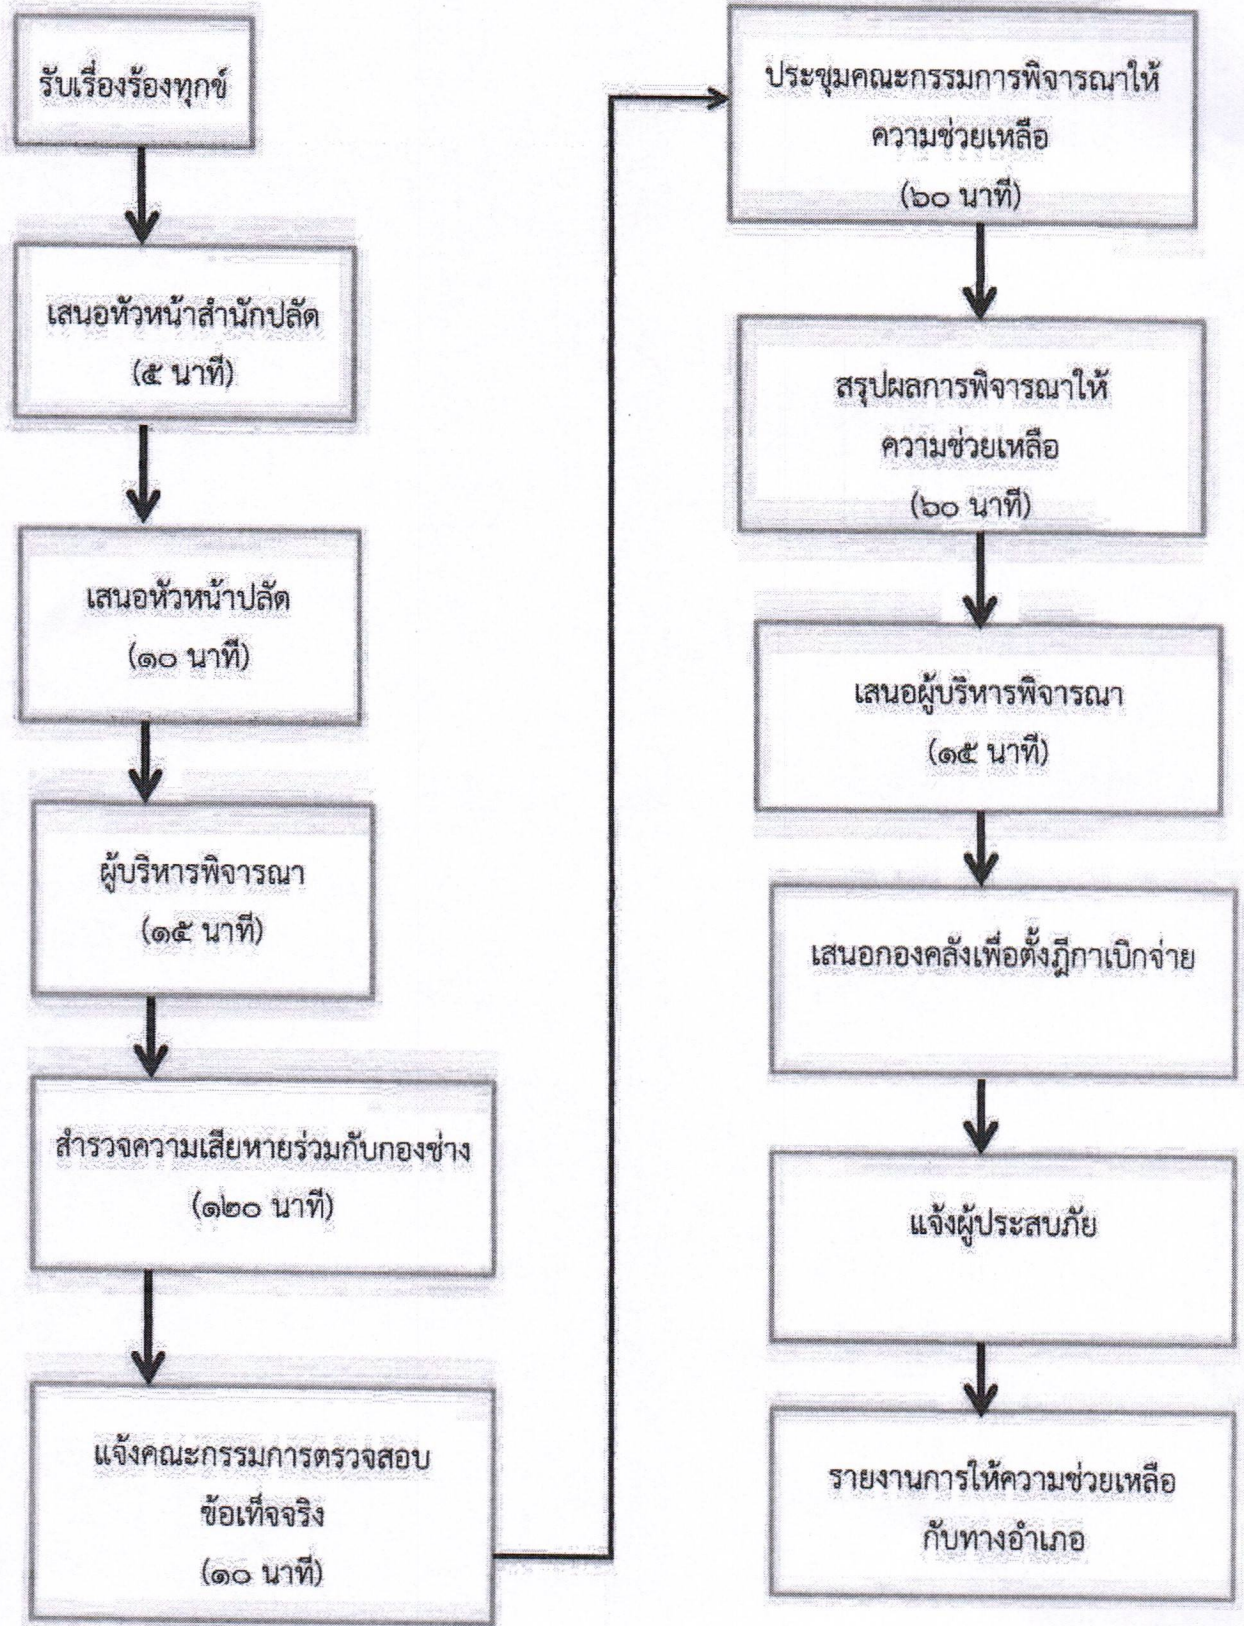 รับเรื่องร้องทุกข์
เสนอหัวหน้าสำนักปลัด
(๕ นาที)
เสนอหัวหน้าปลัด
(๑๐ นาที)
ผู้บริหารพิจารณา
(๑๕ นาที)
สำรวจความเสียหายร่วมกับกองช่าง
(๑๒๐ นาที)
แจ้งคณะกรรมการตรวจสอบ
ข้อเท็จจริง
(๑๐ นาที)
ประชุมคณะกรรมการพิจารณาให้
ความช่วยเหลือ
(๖๐ นาที)
สรุปผลการพิจารณาให้
ความช่วยเหลือ
(๖๐ นาที)
เสนอผู้บริหารพิจารณา
(๑๕ นาที)
เสนอกองคลังเพื่อตั้งฎีกาเบิกจ่าย
แจ้งผู้ประสบภัย
รายงานการให้ความช่วยเหลือ
กับทางอำเภอ